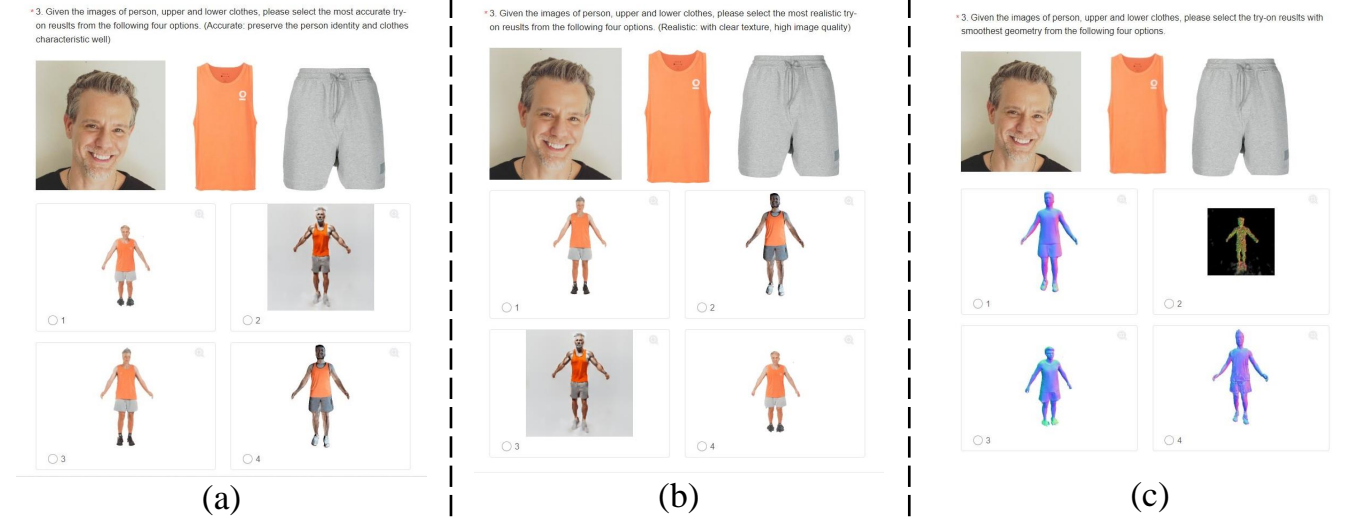 * 3. Given the images of person, upper and lower clothes, please select the most accurate try-
on reuslts from the following four options. (Accurate: preserve the person identity and clothes
characteristic well)
1
2
3
4
(a)
* 3. Given the images of person, upper and lower clothes, please select the most realistic try-
on reuslts from the following four options. (Realistic: with clear texture, high image quality)
1
2
3
4
(b)
* 3. Given the images of person, upper and lower clothes, please select the try-on reuslts with
smoothest geometry from the following four options.
1
2
3
4
(c)